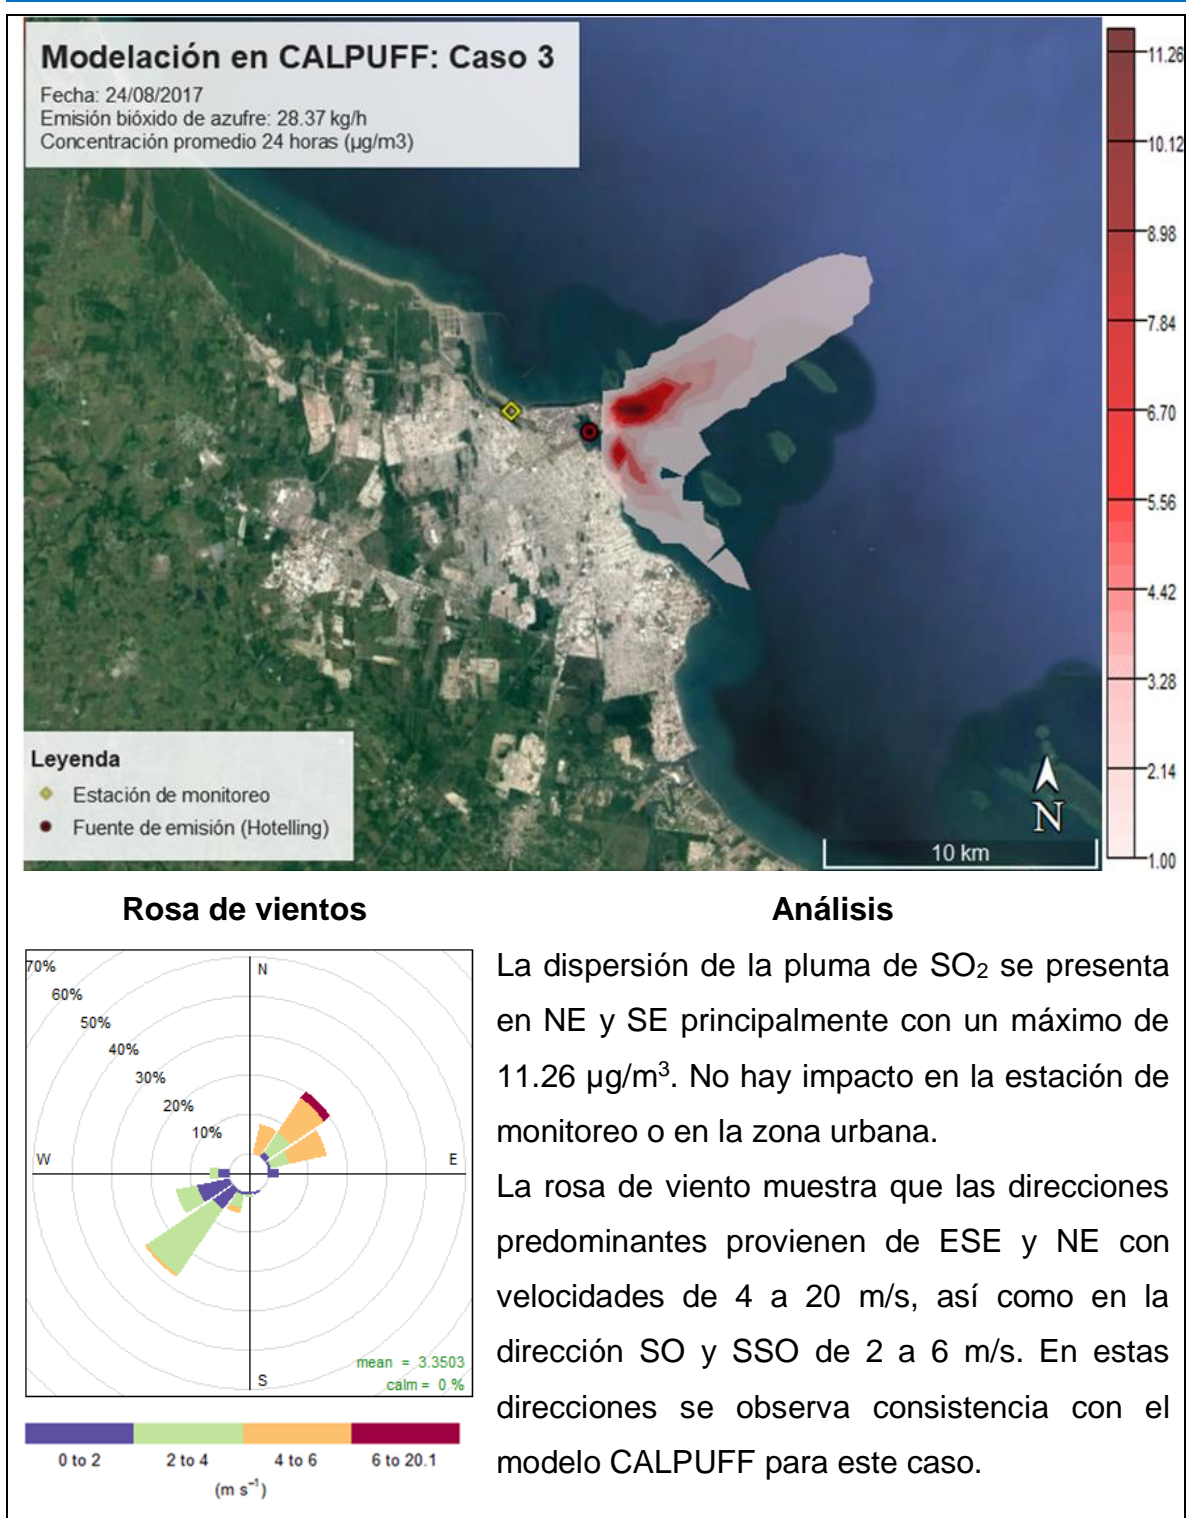 Modelación en CALPUFF: Caso 3
Fecha: 24/08/2017
Emisión bióxido de azufre: 28.37 kg/h
Concentración promedio 24 horas (µg/m3)
11.26
10.12
8.98
7.84
6.70
5.56
4.42
3.28
2.14
1.00
Leyenda
Estación de monitoreo
Fuente de emisión (Hotelling)
N
10 km
Rosa de vientos
70%
60%
50%
40%
30%
20%
10%
N
W
E
S
mean = 3.3503
calm = 0 %
0 to 2
2 to 4
4 to 6
6 to 20.1
(m s⁻¹)
Análisis
La dispersión de la pluma de SO₂ se presenta
en NE y SE principalmente con un máximo de
11.26 µg/m³. No hay impacto en la estación de
monitoreo o en la zona urbana.
La rosa de viento muestra que las direcciones
predominantes provienen de ESE y NE con
velocidades de 4 a 20 m/s, así como en la
dirección SO y SSO de 2 a 6 m/s. En estas
direcciones se observa consistencia con el
modelo CALPUFF para este caso.